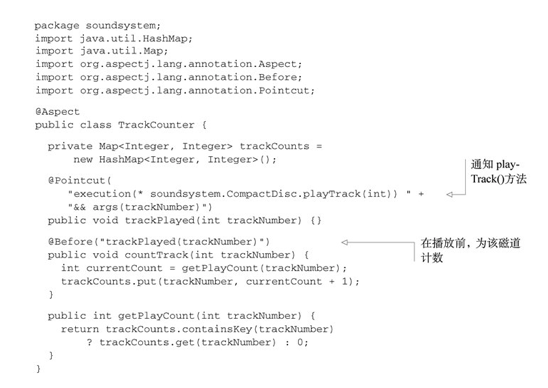 package soundsystem;
import java.util.HashMap;
import java.util.Map;
import org.aspectj.lang.annotation.Aspect;
import org.aspectj.lang.annotation.Before;
import org.aspectj.lang.annotation.Pointcut;
@Aspect
public class TrackCounter {
private Map<Integer, Integer> trackCounts =
new HashMap<Integer, Integer>();
@Pointcut(
"execution(* soundsystem.CompactDisc.playTrack(int)) " +
"&& args(trackNumber)")
public void trackPlayed(int trackNumber) {}
通知 play-
Track()方法
@Before("trackPlayed(trackNumber)")
public void countTrack(int trackNumber) {
int currentCount = getPlayCount(trackNumber);
trackCounts.put(trackNumber, currentCount + 1);
}
在播放前，为该磁道
计数
public int getPlayCount(int trackNumber) {
return trackCounts.containsKey(trackNumber)
? trackCounts.get(trackNumber) : 0;
}
}